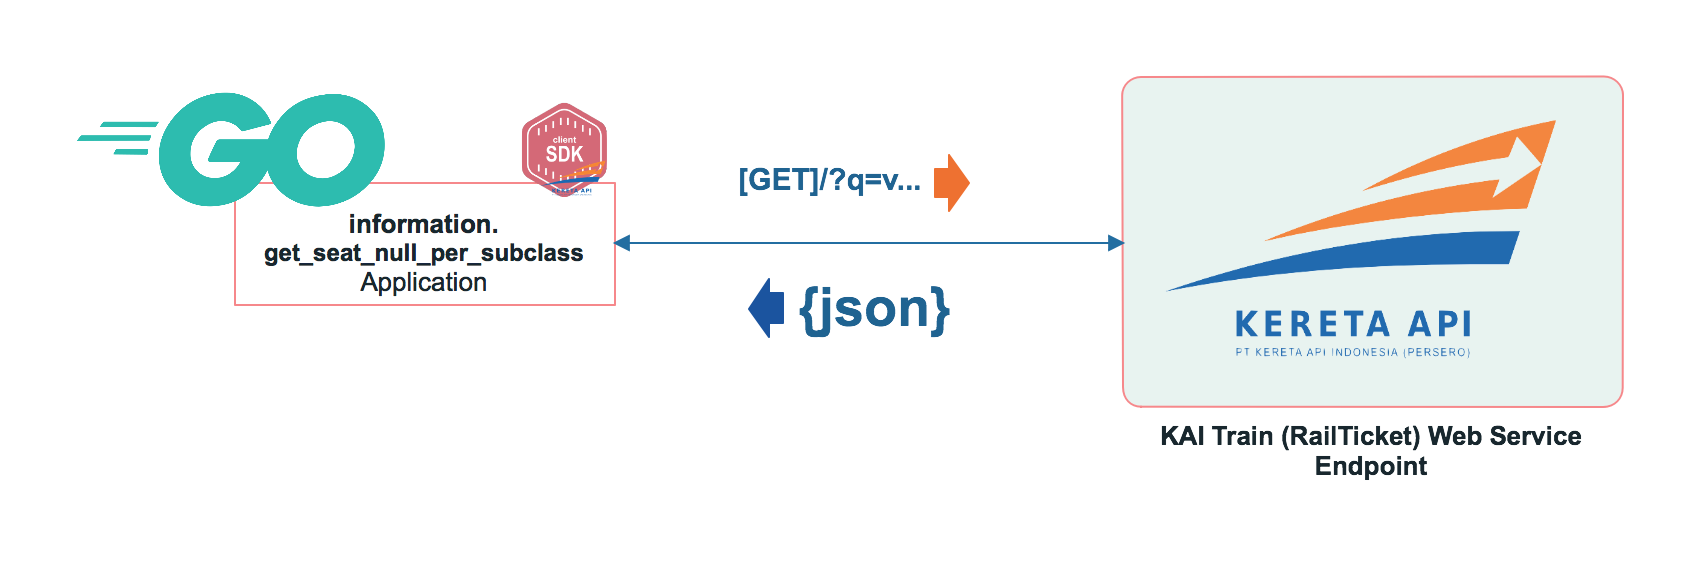 GO
client
SDK
KERETA API
information.
get_seat_null_per_subclass
Application
[GET]/?q=v...
{json}
KERETA API
PT KERETA API INDONESIA (PERSERO)
KAI Train (RailTicket) Web Service
Endpoint